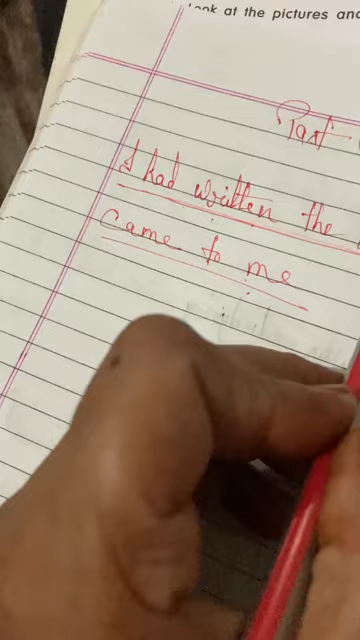 look at the pictures and
Past
I had written the
came to me